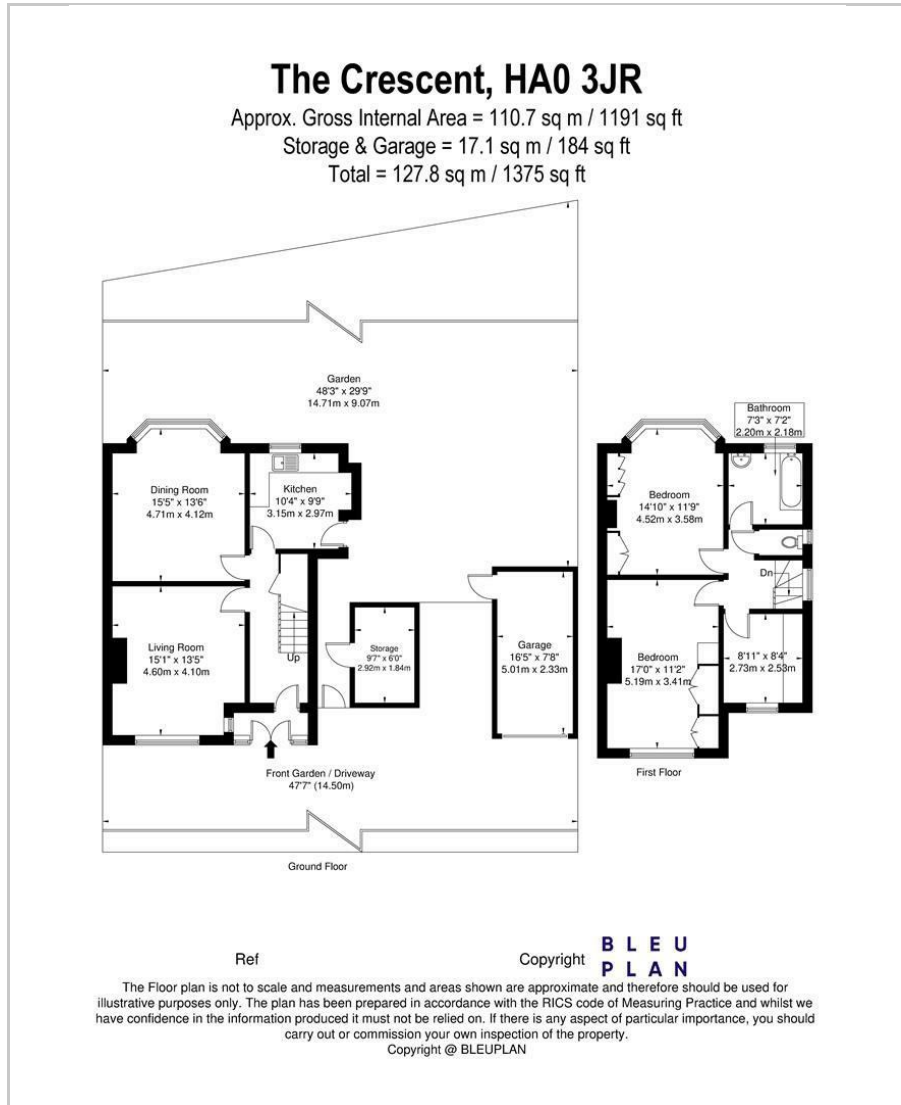 The Crescent, HA0 3JR
Approx. Gross Internal Area = 110.7 sq m / 1191 sq ft
Storage & Garage = 17.1 sq m / 184 sq ft
Total = 127.8 sq m / 1375 sq ft
Garden
48'3" x 29'9"
14.71m x 9.07m
Dining Room
15'5" x 13'6"
4.71m x 4.12m
Kitchen
10'4" x 9'9"
3.15m x 2.97m
Living Room
15'1" x 13'5"
4.60m x 4.10m
Up
Storage
9'7" x 6'0"
2.92m x 1.84m
Garage
16'5" x 7'8"
5.01m x 2.33m
Front Garden / Driveway
47'7" (14.50m)
Ground Floor
Bathroom
7'3" x 7'2"
2.20m x 2.18m
Bedroom
14'10" x 11'9"
4.52m x 3.58m
Dn
Bedroom
17'0" x 11'2"
5.19m x 3.41m
8'11" x 8'4"
2.73m x 2.53m
First Floor
Ref
Copyright
BLEU
PLAN
The Floor plan is not to scale and measurements and areas shown are approximate and therefore should be used for
illustrative purposes only. The plan has been prepared in accordance with the RICS code of Measuring Practice and whilst we
have confidence in the information produced it must not be relied on. If there is any aspect of particular importance, you should
carry out or commission your own inspection of the property.
Copyright @ BLEUPLAN